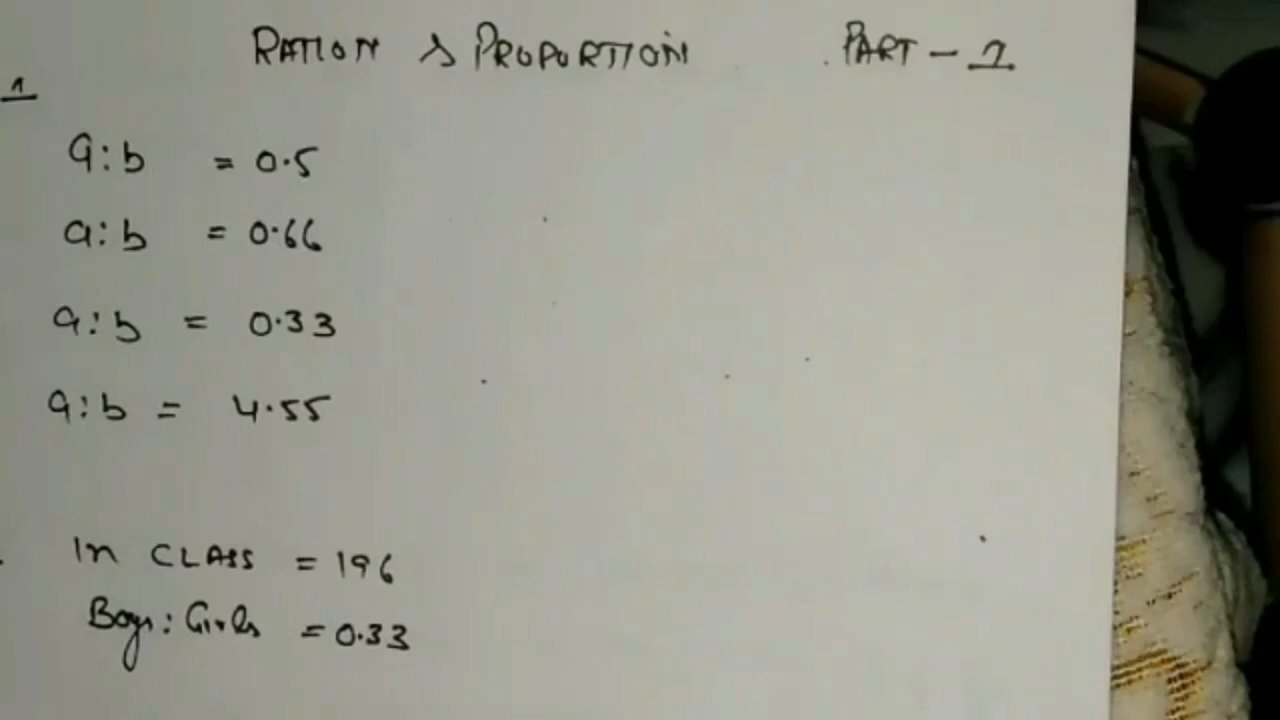 RATION & PROPORTION PART - 1
1
a:b = 0.5
a:b = 0.66
a:b = 0.33
a:b = 4.55
In CLASS = 196
Boys: Girls = 0.33